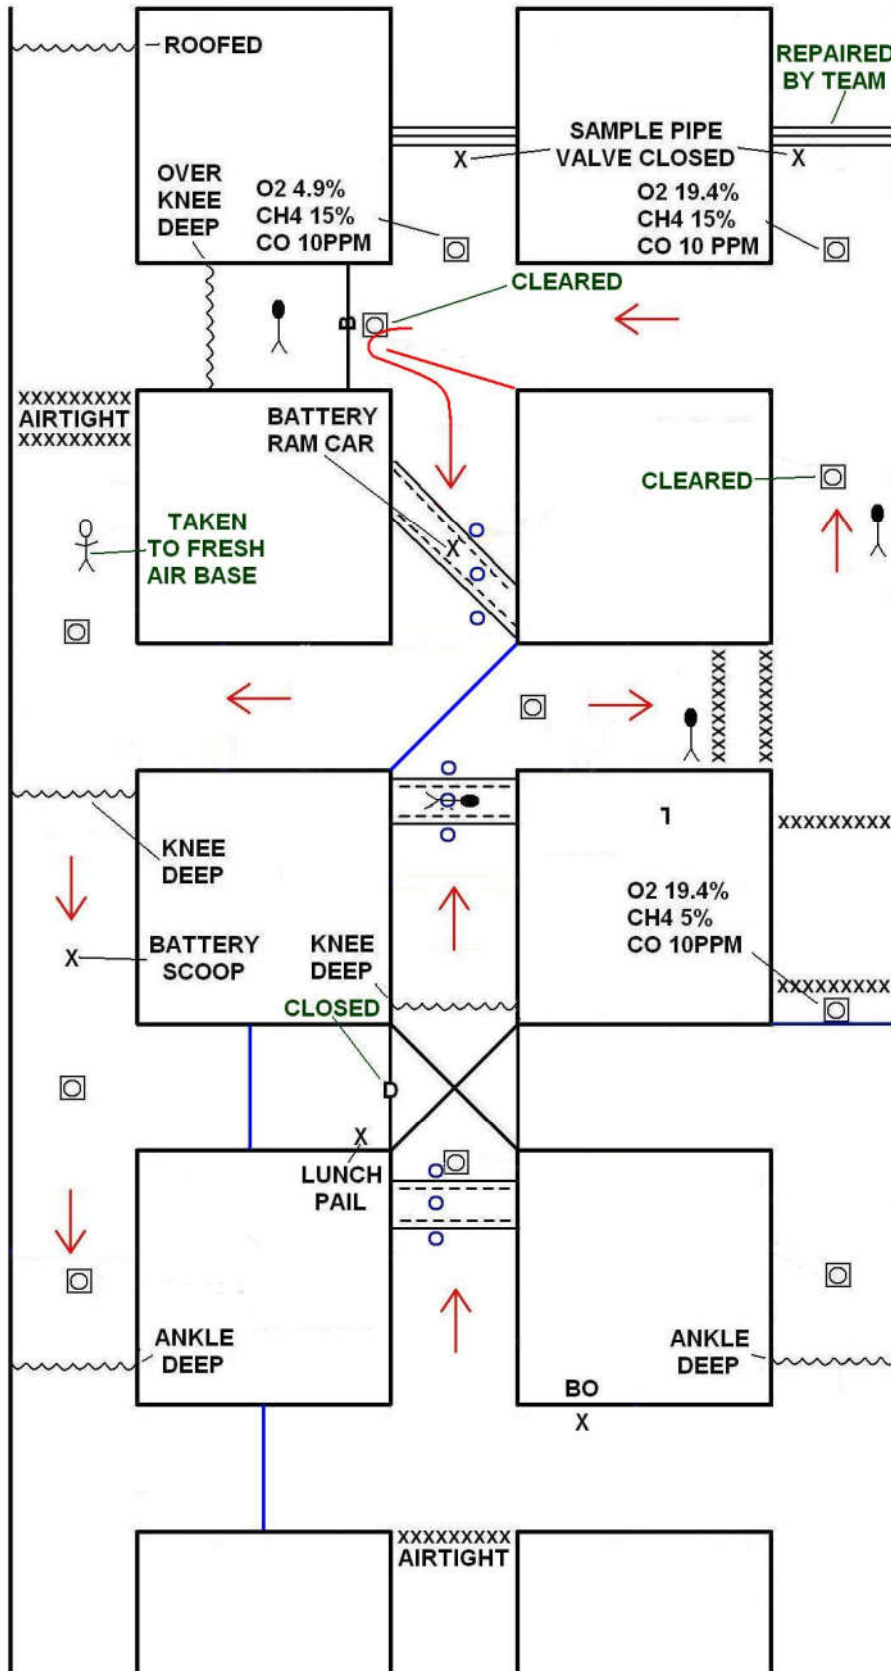 ROOFED
REPAIRED
BY TEAM
SAMPLE PIPE
VALVE CLOSED
X
X
OVER
KNEE
DEEP
O2 4.9%
CH4 15%
CO 10PPM
O2 19.4%
CH4 15%
CO 10 PPM
CLEARED
B
XXXXXXXXX
AIRTIGHT
XXXXXXXXX
BATTERY
RAM CAR
X
CLEARED
TAKEN
TO FRESH
AIR BASE
XXXXXXXXX
XXXXXXXXX
XXXXXXXXX
KNEE
DEEP
O2 19.4%
CH4 5%
CO 10PPM
X
BATTERY
SCOOP
KNEE
DEEP
XXXXXXXXX
CLOSED
D
X
LUNCH
PAIL
ANKLE
DEEP
ANKLE
DEEP
BO
X
XXXXXXXXX
AIRTIGHT